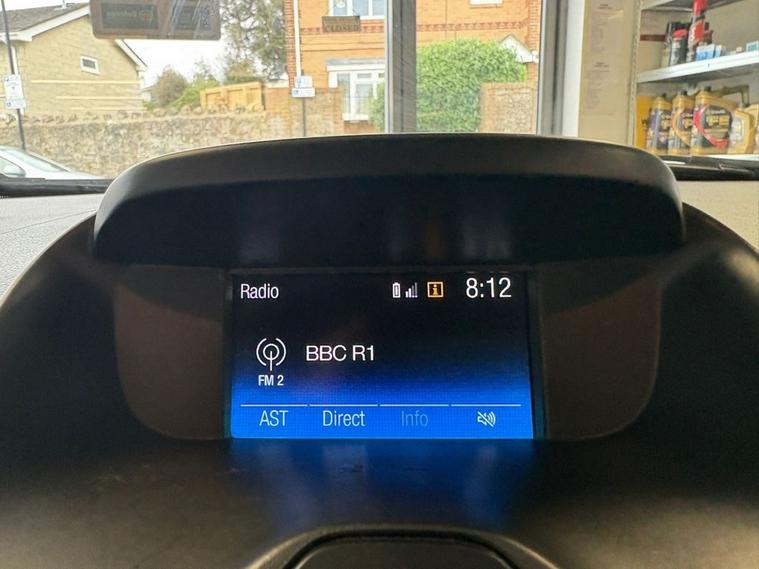 CLOSED
Radio
8:12
BBC R1
FM 2
AST Direct Info